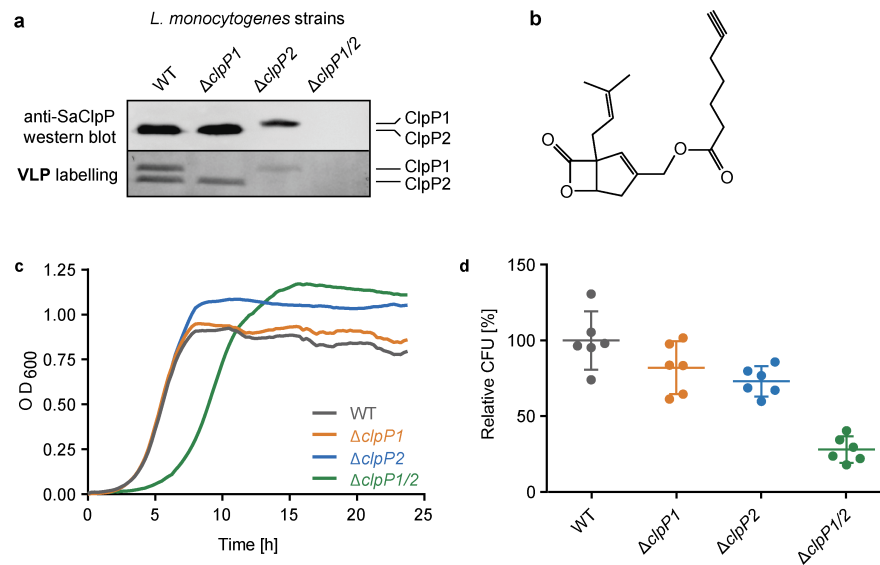 a
L. monocytogenes strains
WT
ΔclpP1
ΔclpP2
ΔclpP1/2
anti-SaClpP
western blot
ClpP1
ClpP2
VLP labelling
ClpP1
ClpP2
b
O
O
O
O
c
OD600
1.25
1.00
0.75
0.50
0.25
0.00
0
5
10
15
20
25
Time [h]
WT
ΔclpP1
ΔclpP2
ΔclpP1/2
d
Relative CFU [%]
150
100
50
0
WT
ΔclpP1
ΔclpP2
ΔclpP1/2